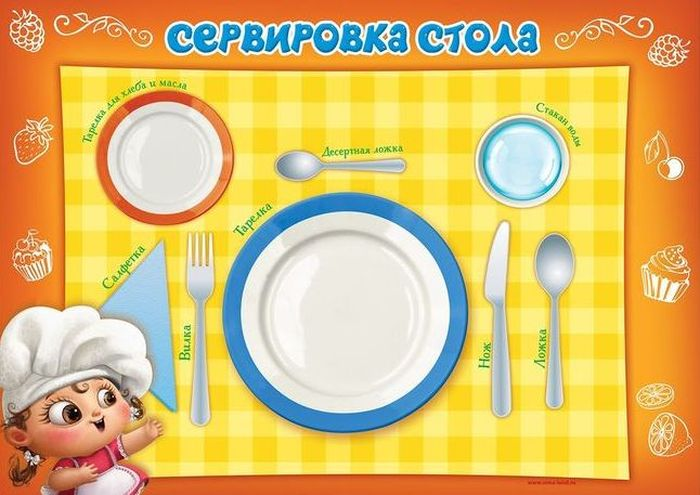 СЕРВИРОВКА СТОЛА
Тарелка для хлеба и масла
Десертная ложка
Стакан воды
Тарелка
Салфетка
Вилка
Нож
Ложка